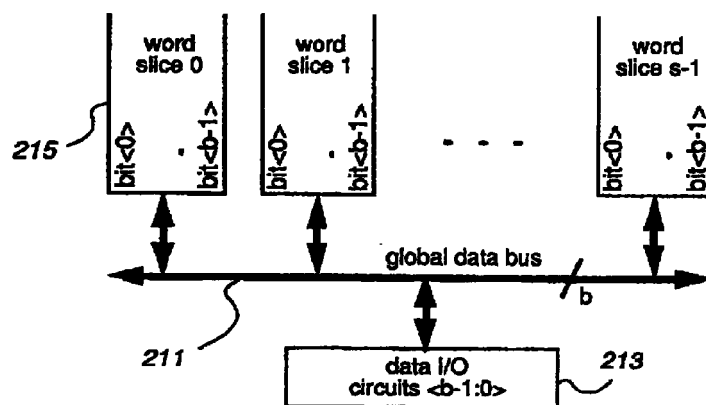 word
slice 0
word
slice 1
word
slice s-1
215
bit<0>
.
bit<b-1>
bit<0>
.
bit<b-1>
- - -
bit<0>
.
bit<b-1>
global data bus
b
211
data I/O
circuits <b-1:0>
213